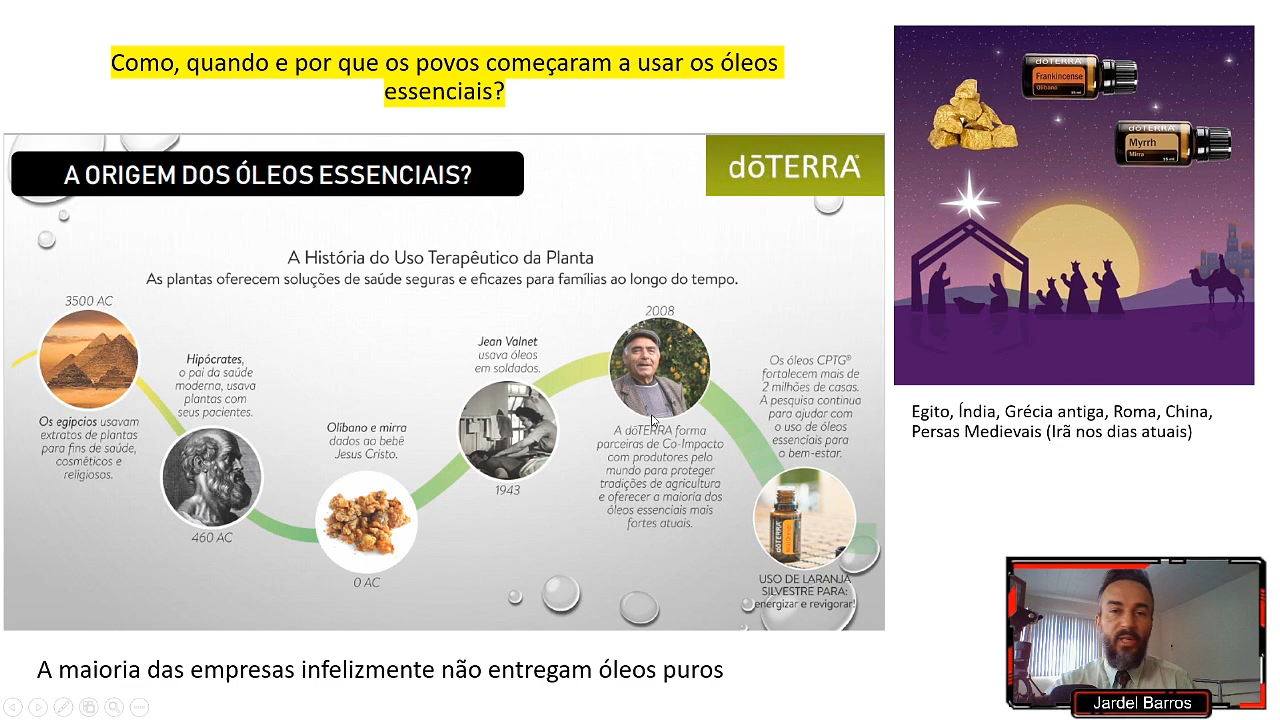 Como, quando e por que os povos começaram a usar os óleos
essenciais?
A ORIGEM DOS ÓLEOS ESSENCIAIS?
dōTERRA
A História do Uso Terapêutico da Planta
As plantas oferecem soluções de saúde seguras e eficazes para famílias ao longo do tempo.
3500 AC
Os egípcios usavam
extratos de plantas
para fins de saúde,
cosméticos e
religiosos.
Hipócrates,
o pai da saúde
moderna, usava
plantas com
seus pacientes.
460 AC
Olíbano e mirra
dados ao bebê
Jesus Cristo.
0 AC
Jean Valnet
usava óleos
em soldados.
1943
2008
A dōTERRA forma
parceiras de Co-Impacto
com produtores pelo
mundo para proteger
tradições de agricultura
e oferecer a maioria dos
óleos essenciais mais
fortes atuais.
Os óleos CPTG®
fortalecem mais de
2 milhões de casas.
A pesquisa continua
para ajudar com
o uso de óleos
essenciais para
o bem-estar.
dōTERRA
USO DE LARANJA
SILVESTRE PARA:
energizar e revigorar!
A maioria das empresas infelizmente não entregam óleos puros
dōTERRA
Frankincense
Olíbano
15 ml
dōTERRA
Myrrh
Mirra
15 ml
Egito, Índia, Grécia antiga, Roma, China,
Persas Medievais (Irã nos dias atuais)
Jardel Barros